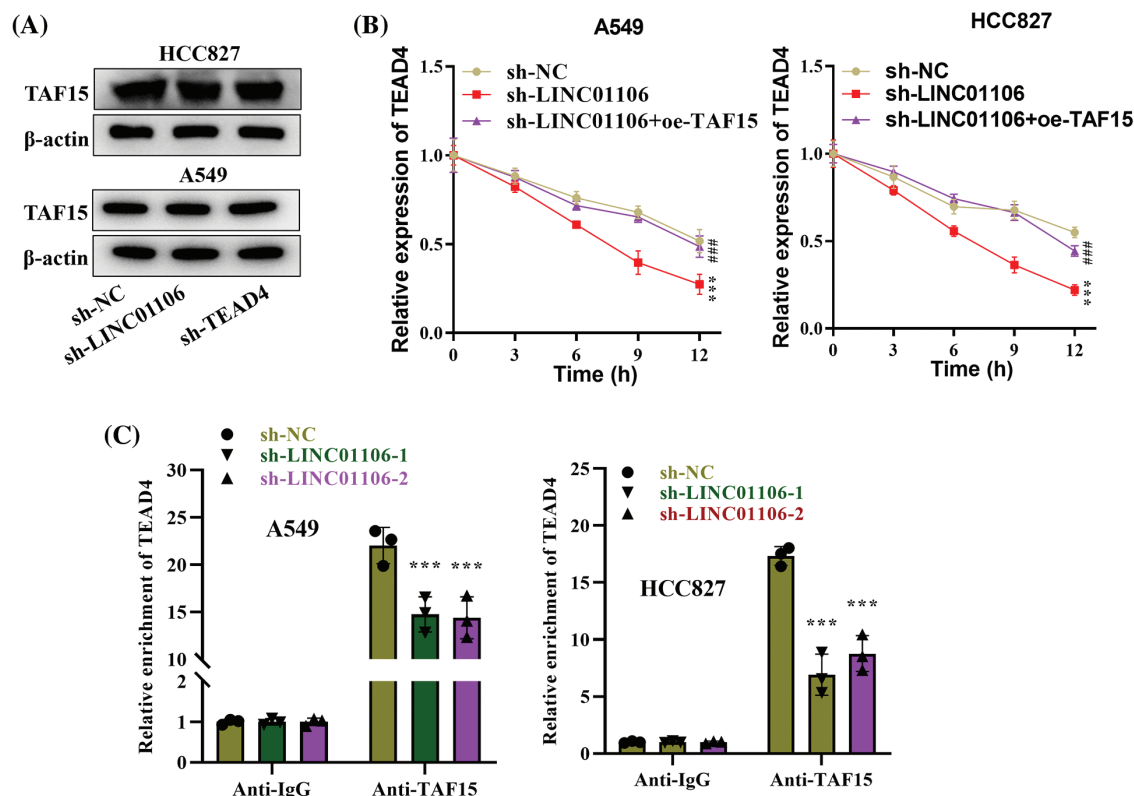 (A)
HCC827
TAF15
β-actin
A549
TAF15
β-actin
sh-NC
sh-LINC01106
sh-TEAD4
(B)
A549
Relative expression of TEAD4
1.5
1.0
0.5
0.0
sh-NC
sh-LINC01106
sh-LINC01106+oe-TAF15
###
***
0 3 6 9 12
Time (h)
HCC827
Relative expression of TEAD4
1.5
1.0
0.5
0.0
sh-NC
sh-LINC01106
sh-LINC01106+oe-TAF15
###
***
0 3 6 9 12
Time (h)
(C)
sh-NC
sh-LINC01106-1
sh-LINC01106-2
A549
Relative enrichment of TEAD4
30
25
20
15
10
2
1
0
*** ***
Anti-IgG Anti-TAF15
sh-NC
sh-LINC01106-1
sh-LINC01106-2
HCC827
Relative enrichment of TEAD4
25
20
15
10
5
0
***
***
Anti-IgG Anti-TAF15